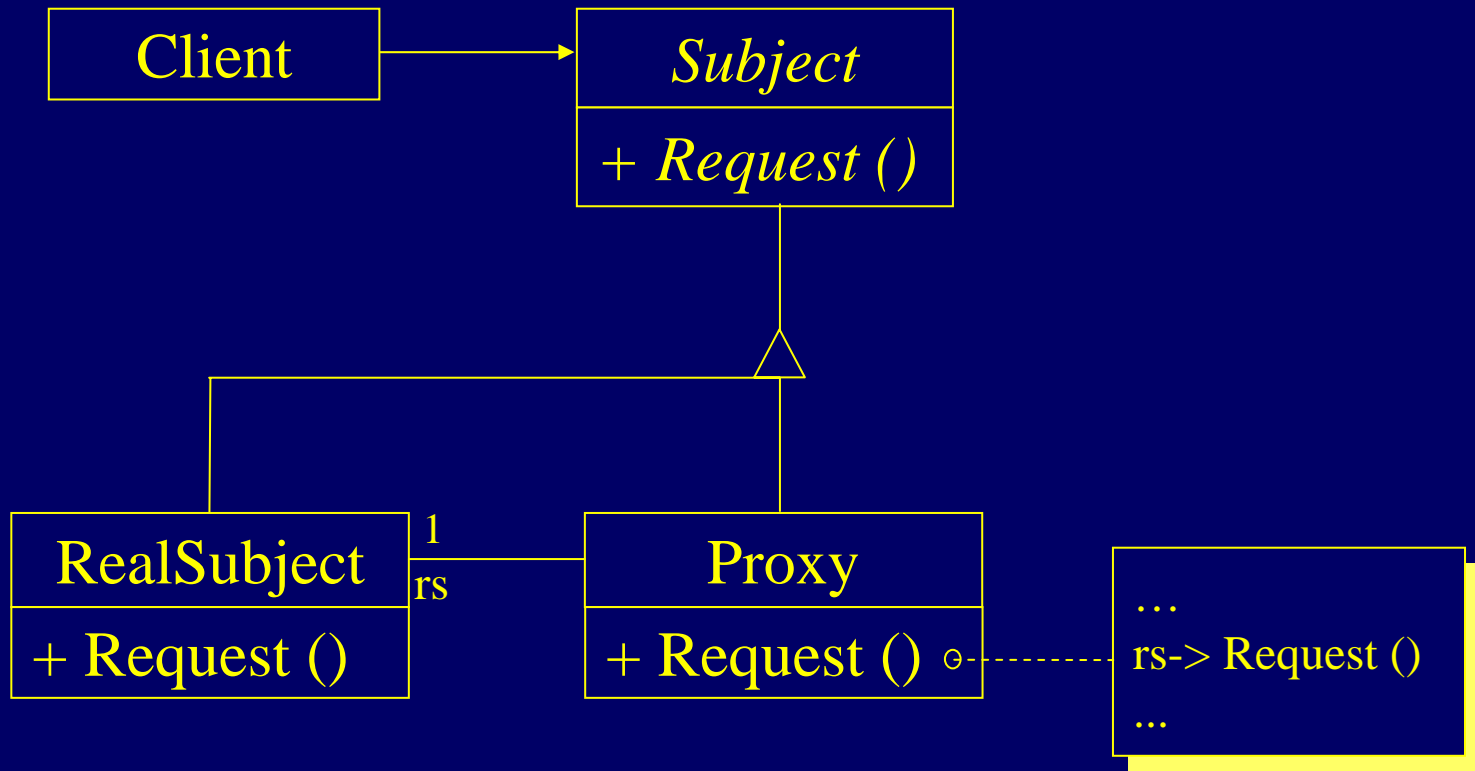 Client
Subject
+ Request ()
RealSubject
+ Request ()
1
rs
Proxy
+ Request ()
…
rs-> Request ()
...